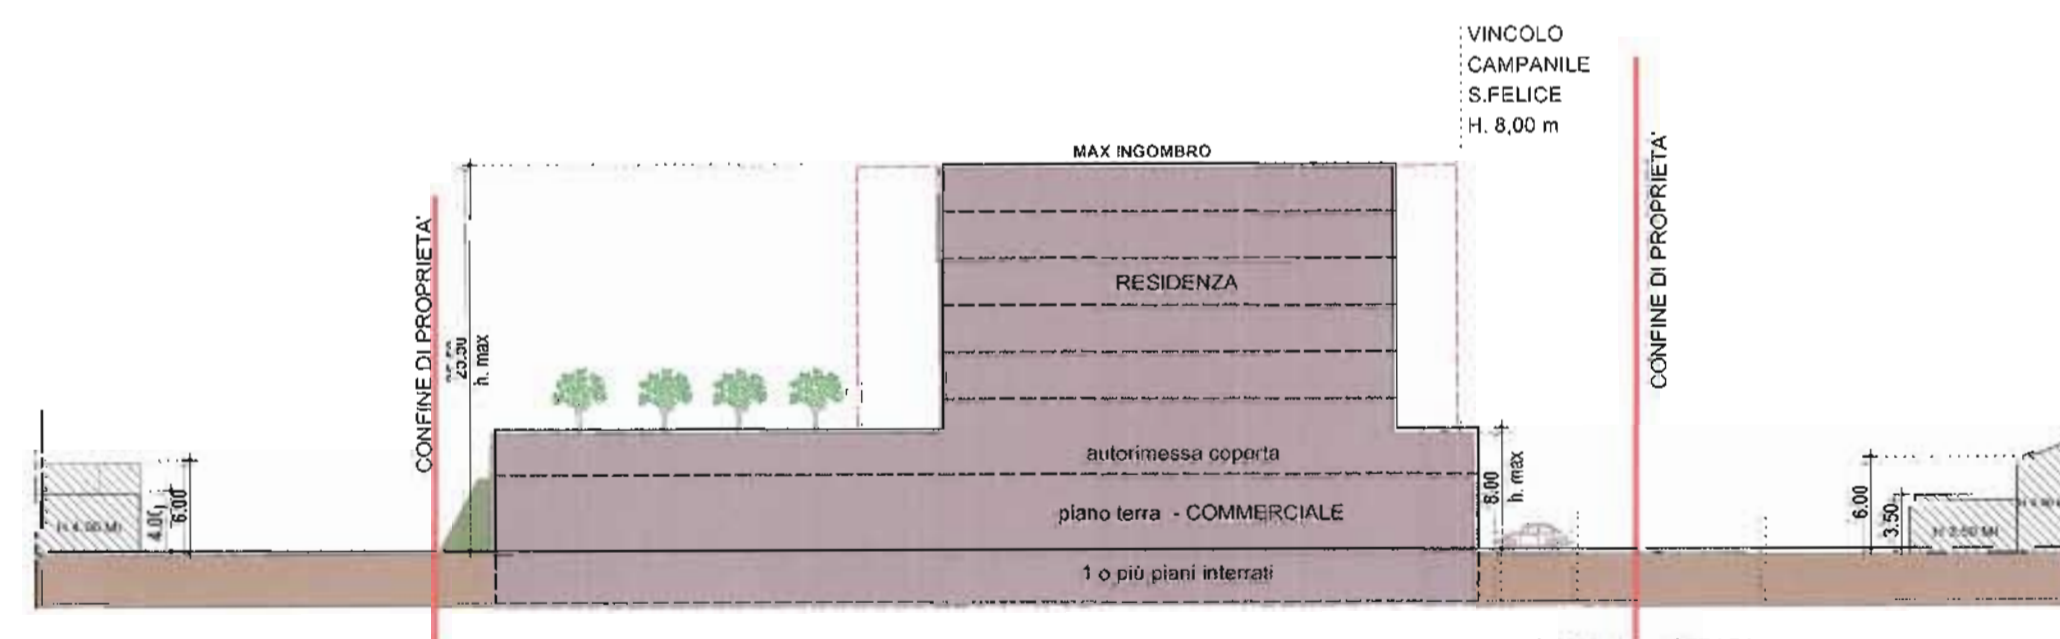 VINCOLO
CAMPANILE
S.FELICE
H. 8,00 m
MAX INGOMBRO
CONFINE DI PROPRIETA'
CONFINE DI PROPRIETA'
h. max
RESIDENZA
autorimessa coperta
piano terra - COMMERCIALE
1 o più piani interrati
4.00
6.00
8.00
h. max
6.00
3.50